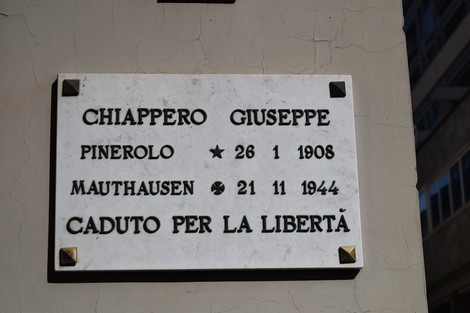 CHIAPPERO GIUSEPPE
PINEROLO ★ 26 1 1908
MAUTHAUSEN ✠ 21 11 1944
CADUTO PER LA LIBERTÀ